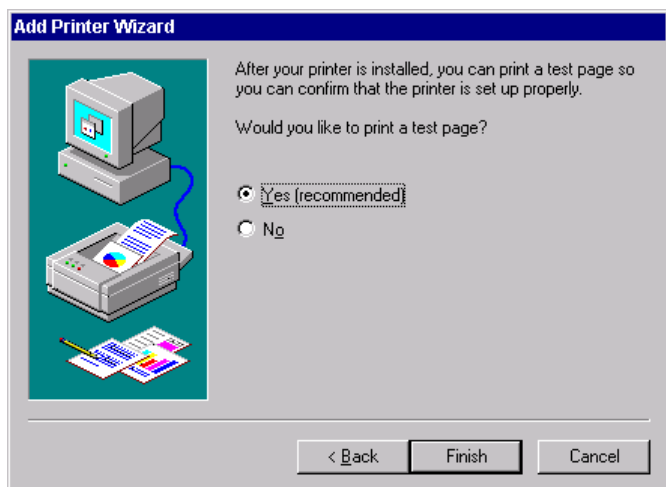 Add Printer Wizard
After your printer is installed, you can print a test page so
you can confirm that the printer is set up properly.
Would you like to print a test page?
Yes (recommended)
No
< Back
Finish
Cancel